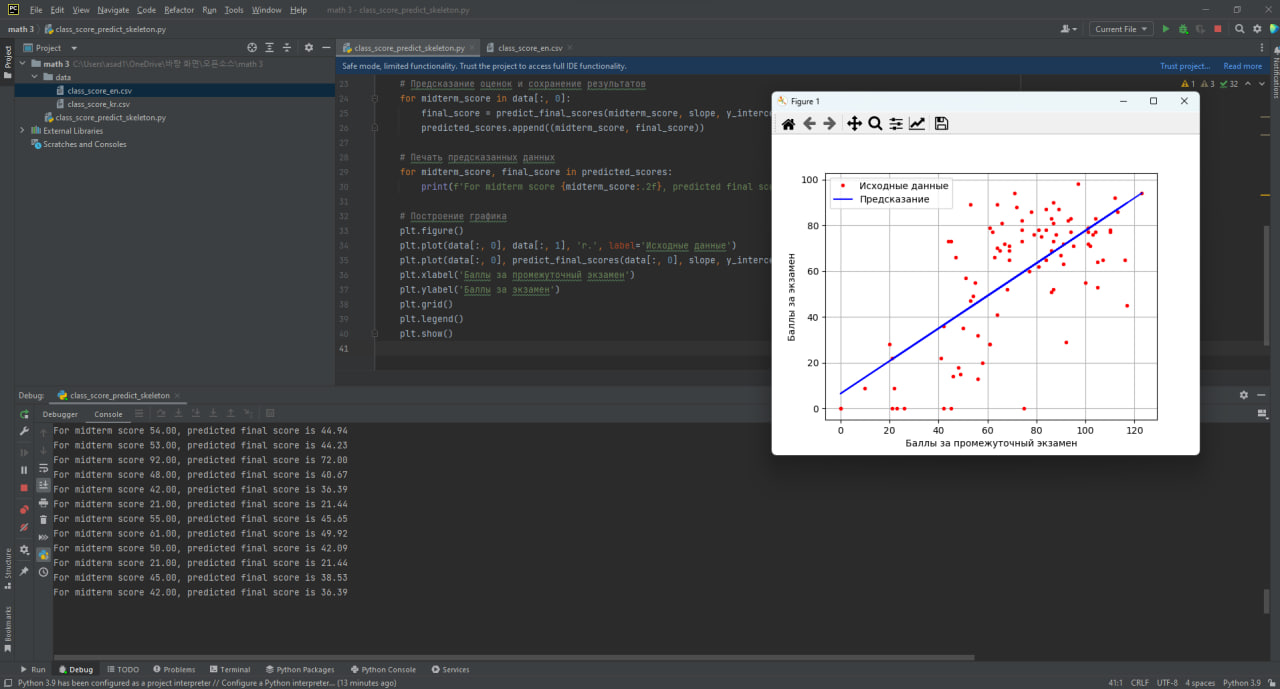 PC File Edit View Navigate Code Refactor Run Tools Window Help math 3 - class_score_predict_skeleton.py
math 3 class_score_predict_skeleton.py Current File
Project class_score_predict_skeleton.py class_score_en.csv
Project
math 3 C:\Users\asad1\OneDrive\바탕 화면\오픈소스\math 3
data
class_score_en.csv
class_score_kr.csv
class_score_predict_skeleton.py
External Libraries
Scratches and Consoles
Safe mode, limited functionality. Trust the project to access full IDE functionality. Trust project... Read more
Notifications
1 3 32
23 # Предсказание оценок и сохранение результатов
24 for midterm_score in data[:, 0]:
25 final_score = predict_final_scores(midterm_score, slope, y_interc
26 predicted_scores.append((midterm_score, final_score))
27
28 # Печать предсказанных данных
29 for midterm_score, final_score in predicted_scores:
30 print(f'For midterm score {midterm_score:.2f}, predicted final sco
31
32 # Построение графика
33 plt.figure()
34 plt.plot(data[:, 0], data[:, 1], 'r.', label='Исходные данные')
35 plt.plot(data[:, 0], predict_final_scores(data[:, 0], slope, y_interc
36 plt.xlabel('Баллы за промежуточный экзамен')
37 plt.ylabel('Баллы за экзамен')
38 plt.grid()
39 plt.legend()
40 plt.show()
41
Figure 1
Исходные данные
Предсказание
100
80
60
40
20
0
Баллы за экзамен
0 20 40 60 80 100 120
Баллы за промежуточный экзамен
Debug: class_score_predict_skeleton
Debugger Console
For midterm score 54.00, predicted final score is 44.94
For midterm score 53.00, predicted final score is 44.23
For midterm score 92.00, predicted final score is 72.00
For midterm score 48.00, predicted final score is 40.67
For midterm score 42.00, predicted final score is 36.39
For midterm score 21.00, predicted final score is 21.44
For midterm score 55.00, predicted final score is 45.65
For midterm score 61.00, predicted final score is 49.92
For midterm score 50.00, predicted final score is 42.09
For midterm score 21.00, predicted final score is 21.44
For midterm score 45.00, predicted final score is 38.53
For midterm score 42.00, predicted final score is 36.39
Structure
Bookmarks
Run Debug TODO Problems Terminal Python Packages Python Console Services
Python 3.9 has been configured as a project interpreter // Configure a Python interpreter... (13 minutes ago) 41:1 CRLF UTF-8 4 spaces Python 3.9